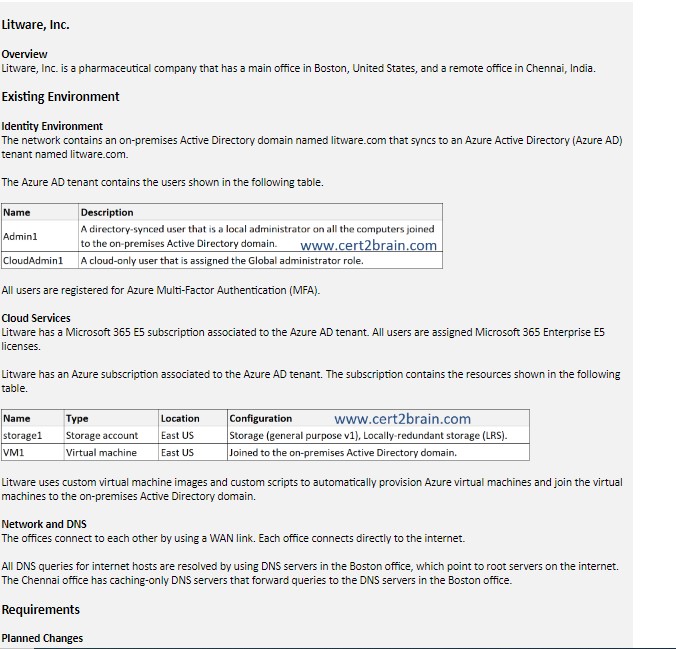 Litware, Inc.
Overview
Litware, Inc. is a pharmaceutical company that has a main office in Boston, United States, and a remote office in Chennai, India.
Existing Environment
Identity Environment
The network contains an on-premises Active Directory domain named litware.com that syncs to an Azure Active Directory (Azure AD)
tenant named litware.com.
The Azure AD tenant contains the users shown in the following table.
Name Description
Admin1 A directory-synced user that is a local administrator on all the computers joined
to the on-premises Active Directory domain. www.cert2brain.com
CloudAdmin1 A cloud-only user that is assigned the Global administrator role.
All users are registered for Azure Multi-Factor Authentication (MFA).
Cloud Services
Litware has a Microsoft 365 E5 subscription associated to the Azure AD tenant. All users are assigned Microsoft 365 Enterprise E5
licenses.
Litware has an Azure subscription associated to the Azure AD tenant. The subscription contains the resources shown in the following
table.
Name Type Location Configuration www.cert2brain.com
storage1 Storage account East US Storage (general purpose v1), Locally-redundant storage (LRS).
VM1 Virtual machine East US Joined to the on-premises Active Directory domain.
Litware uses custom virtual machine images and custom scripts to automatically provision Azure virtual machines and join the virtual
machines to the on-premises Active Directory domain.
Network and DNS
The offices connect to each other by using a WAN link. Each office connects directly to the internet.
All DNS queries for internet hosts are resolved by using DNS servers in the Boston office, which point to root servers on the internet.
The Chennai office has caching-only DNS servers that forward queries to the DNS servers in the Boston office.
Requirements
Planned Changes